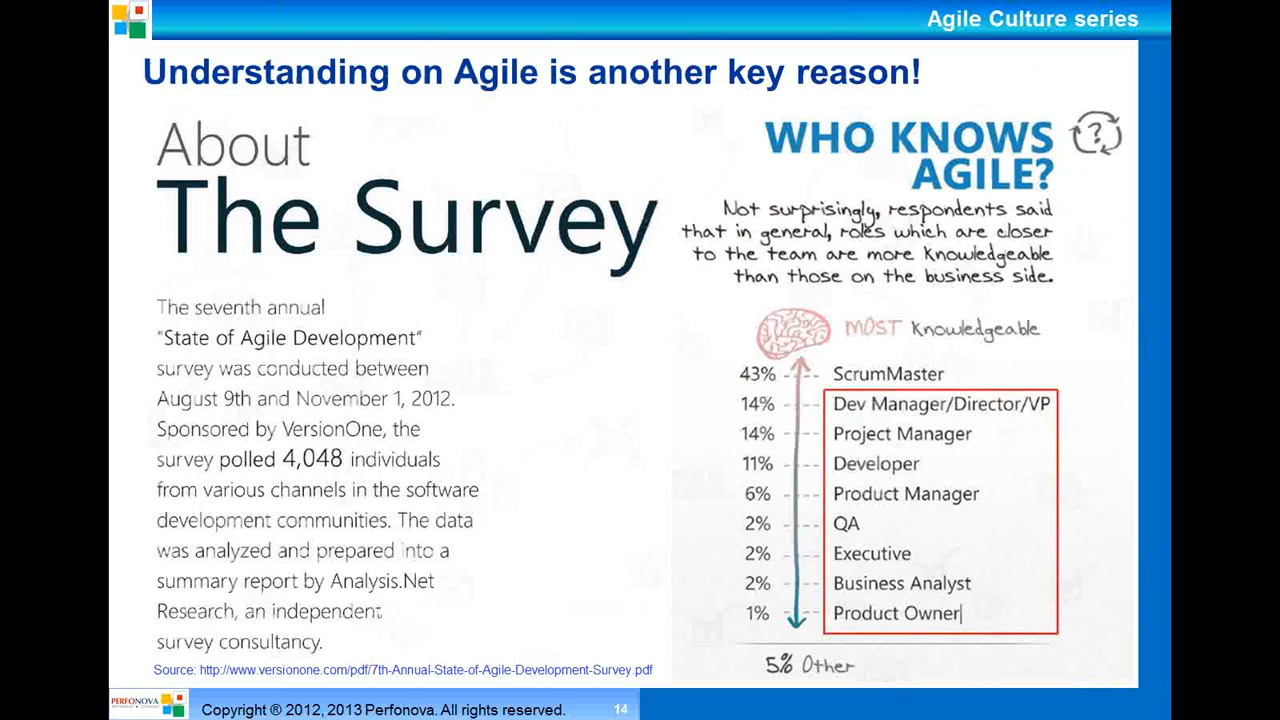 Agile Culture series
Understanding on Agile is another key reason!
About
The Survey
The seventh annual
"State of Agile Development"
survey was conducted between
August 9th and November 1, 2012.
Sponsored by VersionOne, the
survey polled 4,048 individuals
from various channels in the software
development communities. The data
was analyzed and prepared into a
summary report by Analysis.Net
Research, an independent
survey consultancy.
Source: http://www.versionone.com/pdf/7th-Annual-State-of-Agile-Development-Survey.pdf
WHO KNOWS
AGILE?
?
Not surprisingly, respondents said
that in general, roles which are closer
to the team are more knowledgeable
than those on the business side.
MOST knowledgeable
43% ScrumMaster
14% Dev Manager/Director/VP
14% Project Manager
11% Developer
6% Product Manager
2% QA
2% Executive
2% Business Analyst
1% Product Owner
5% Other
PERFONOVA
Copyright ® 2012, 2013 Perfonova. All rights reserved.
14